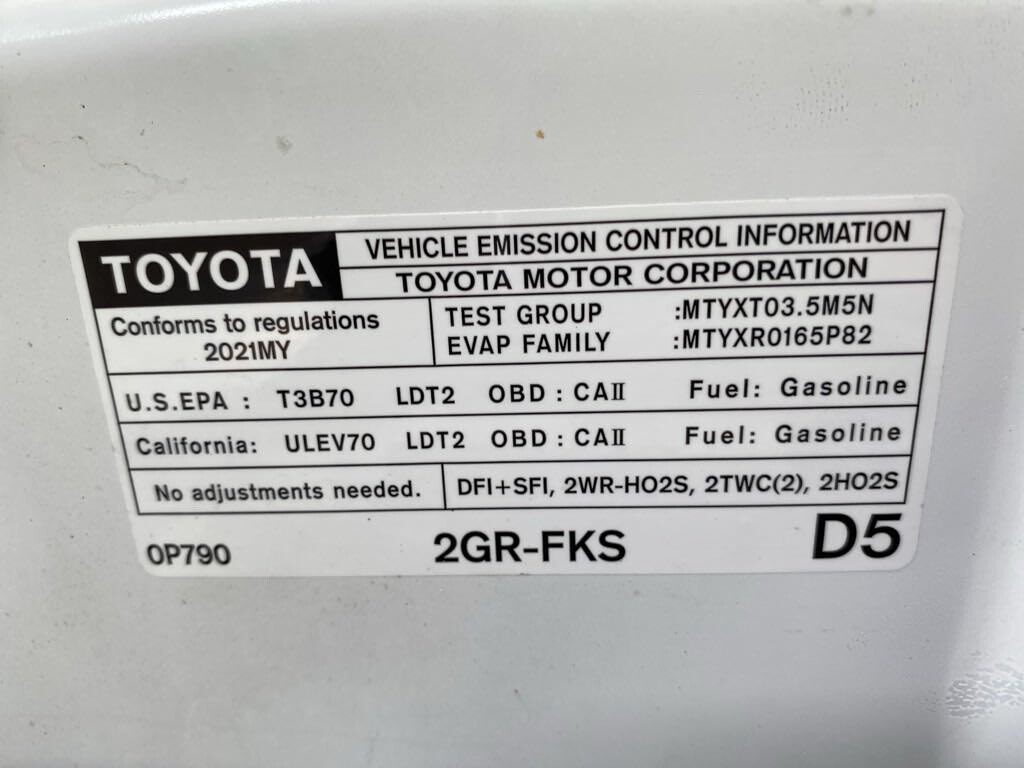 TOYOTA
VEHICLE EMISSION CONTROL INFORMATION
TOYOTA MOTOR CORPORATION
Conforms to regulations
2021MY
TEST GROUP :MTYXT03.5M5N
EVAP FAMILY :MTYXR0165P82
U.S.EPA : T3B70 LDT2 OBD : CAⅡ Fuel: Gasoline
California: ULEV70 LDT2 OBD : CAⅡ Fuel: Gasoline
No adjustments needed.
DFI+SFI, 2WR-HO2S, 2TWC(2), 2HO2S
0P790
2GR-FKS
D5